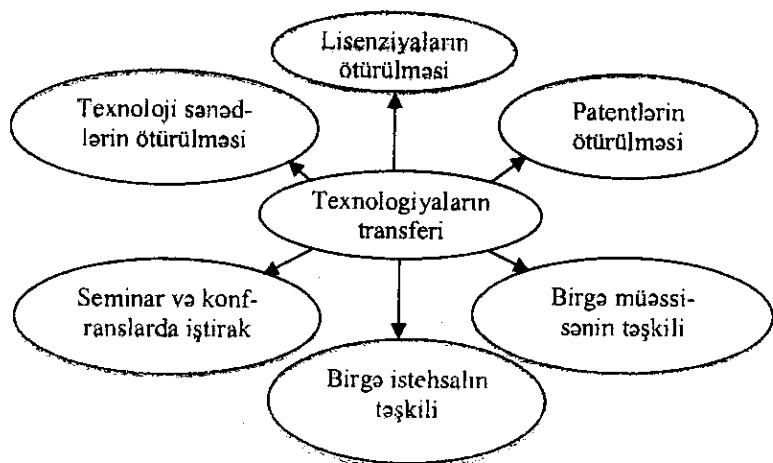 Lisenziyaların
ötürülməsi
Texnoloji sənəd-
lərin ötürülməsi
Patentlərin
ötürülməsi
Texnologiyaların
transferi
Seminar və konf-
ranslarda iştirak
Birgə müəssi-
sənin təşkili
Birgə istehsalın
təşkili